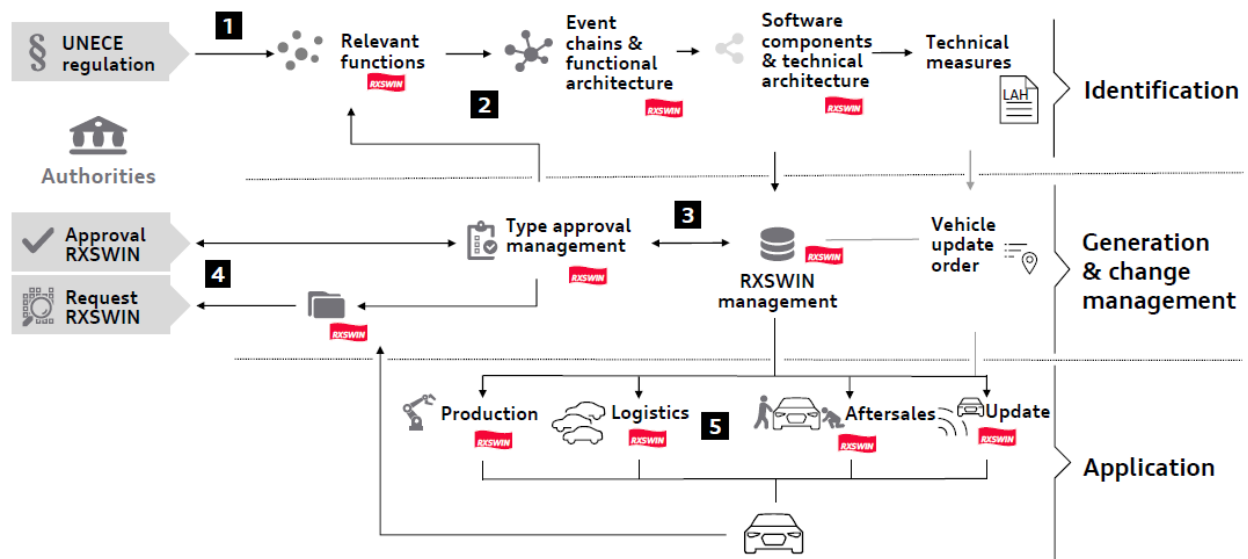 1
§ UNECE
regulation
Relevant
functions
RXSWIN
2
Event
chains &
functional
architecture
RXSWIN
Software
components
& technical
architecture
RXSWIN
Technical
measures
LAH
Identification
Authorities
Approval
RXSWIN
Type approval
management
RXSWIN
3
RXSWIN
RXSWIN
management
Vehicle
update
order
Generation
& change
management
4
Request
RXSWIN
RXSWIN
Production
RXSWIN
Logistics
RXSWIN
5
Aftersales
RXSWIN
Update
RXSWIN
Application